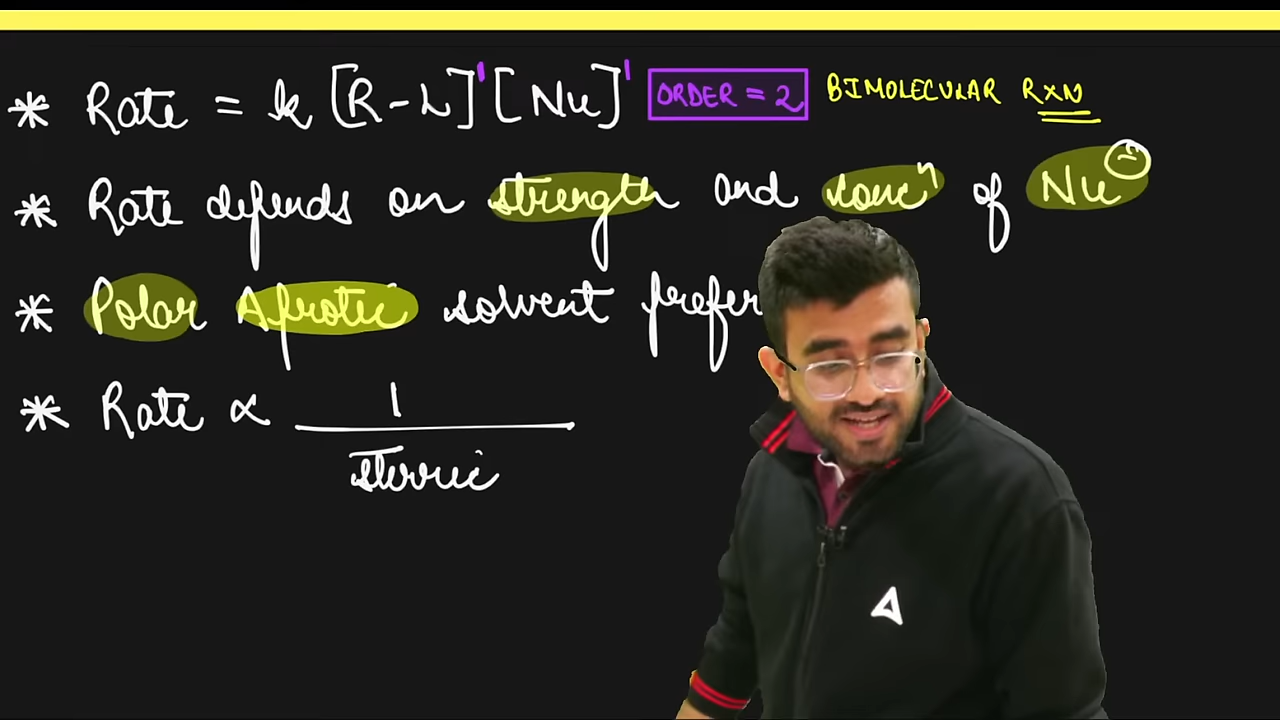 * Rate = k [R-L]¹ [Nu]¹ ORDER = 2 BIMOLECULAR RXN
* Rate depends on strength and concⁿ of Nu⊖
* Polar Aprotic solvent prefer
* Rate ∝ 1
steric